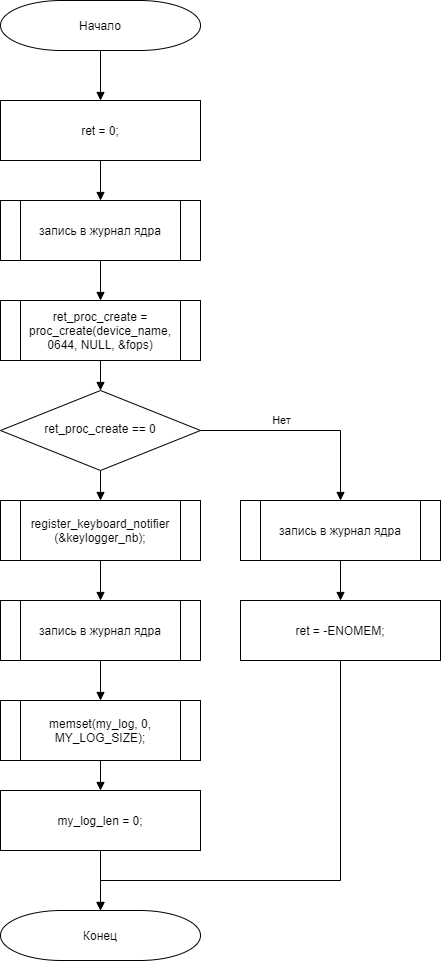 Начало
ret = 0;
запись в журнал ядра
ret_proc_create =
proc_create(device_name,
0644, NULL, &fops)
ret_proc_create == 0
Нет
register_keyboard_notifier
(&keylogger_nb);
запись в журнал ядра
запись в журнал ядра
ret = -ENOMEM;
memset(my_log, 0,
MY_LOG_SIZE);
my_log_len = 0;
Конец